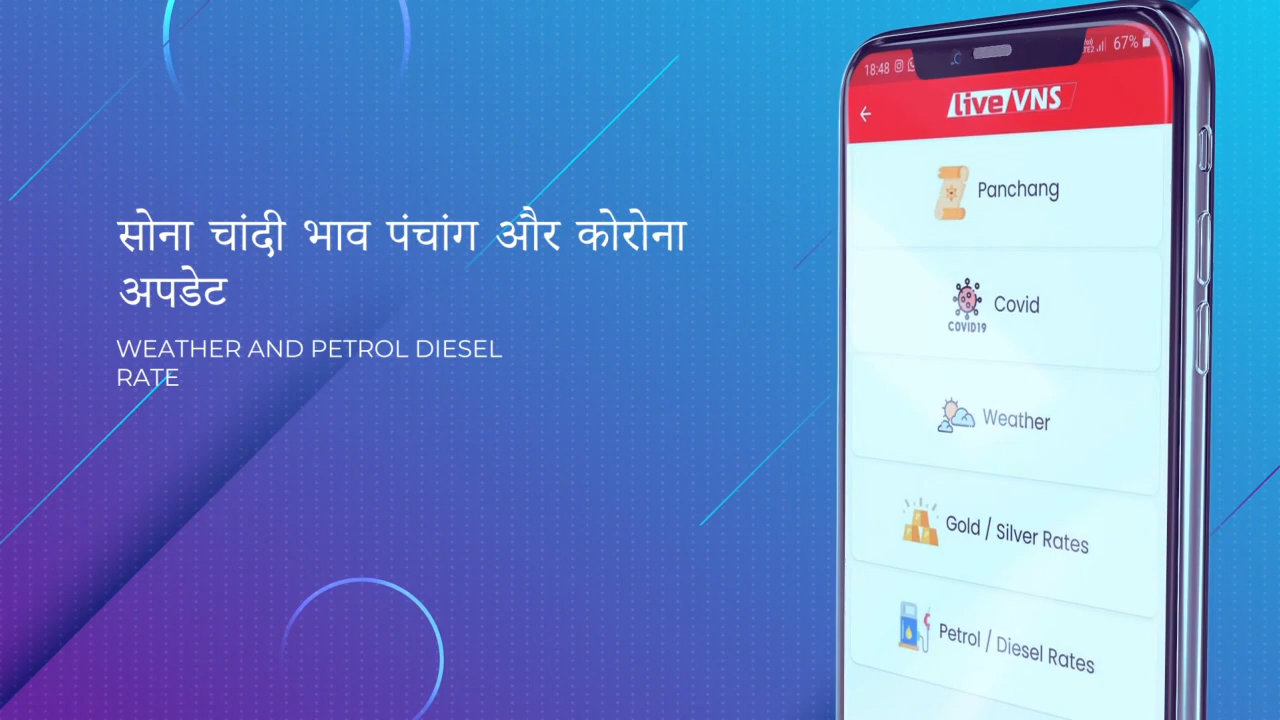 सोना चांदी भाव पंचांग और कोरोना
अपडेट
WEATHER AND PETROL DIESEL
RATE
18:48
67%
live VNS
Panchang
COVID19
Covid
Weather
Gold / Silver Rates
Petrol / Diesel Rates